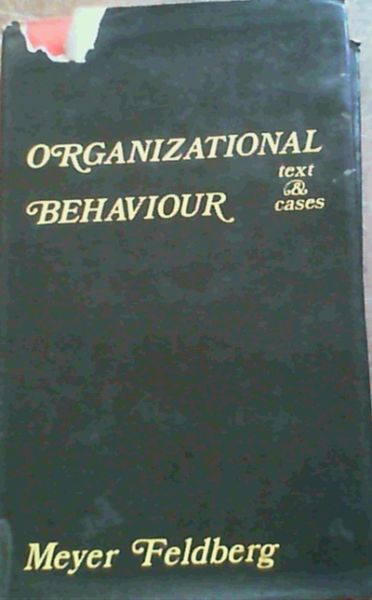 ORGANIZATIONAL
BEHAVIOUR
text
&
cases
Meyer Feldberg